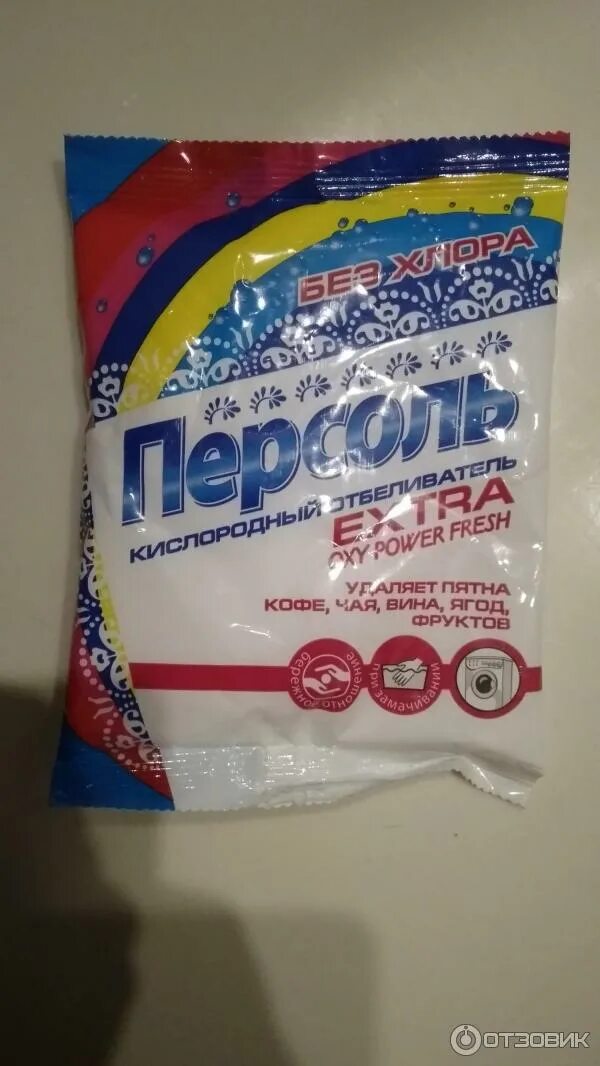 БЕЗ ХЛОРА
Персоль
КИСЛОРОДНЫЙ ОТБЕЛИВАТЕЛЬ
EXTRA
OXY-POWER FRESH
УДАЛЯЕТ ПЯТНА
КОФЕ, ЧАЯ, ВИНА, ЯГОД,
ФРУКТОВ
бережное отношение
при замачивании
ОТЗОВИК